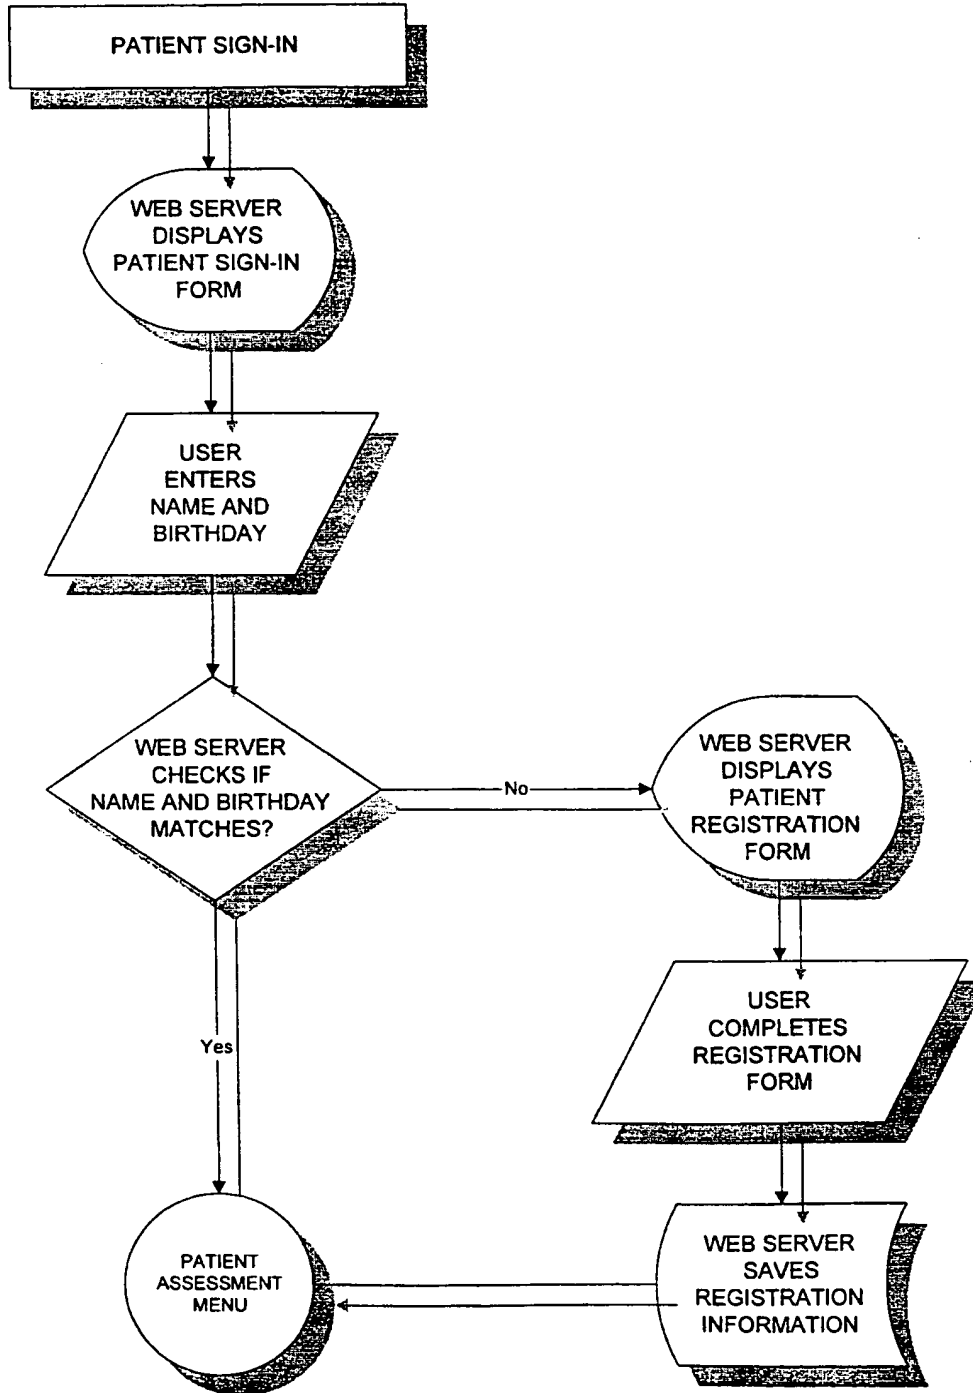 PATIENT SIGN-IN
WEB SERVER
DISPLAYS
PATIENT SIGN-IN
FORM
USER
ENTERS
NAME AND
BIRTHDAY
WEB SERVER
CHECKS IF
NAME AND BIRTHDAY
MATCHES?
No
WEB SERVER
DISPLAYS
PATIENT
REGISTRATION
FORM
USER
COMPLETES
REGISTRATION
FORM
Yes
WEB SERVER
SAVES
REGISTRATION
INFORMATION
PATIENT
ASSESSMENT
MENU